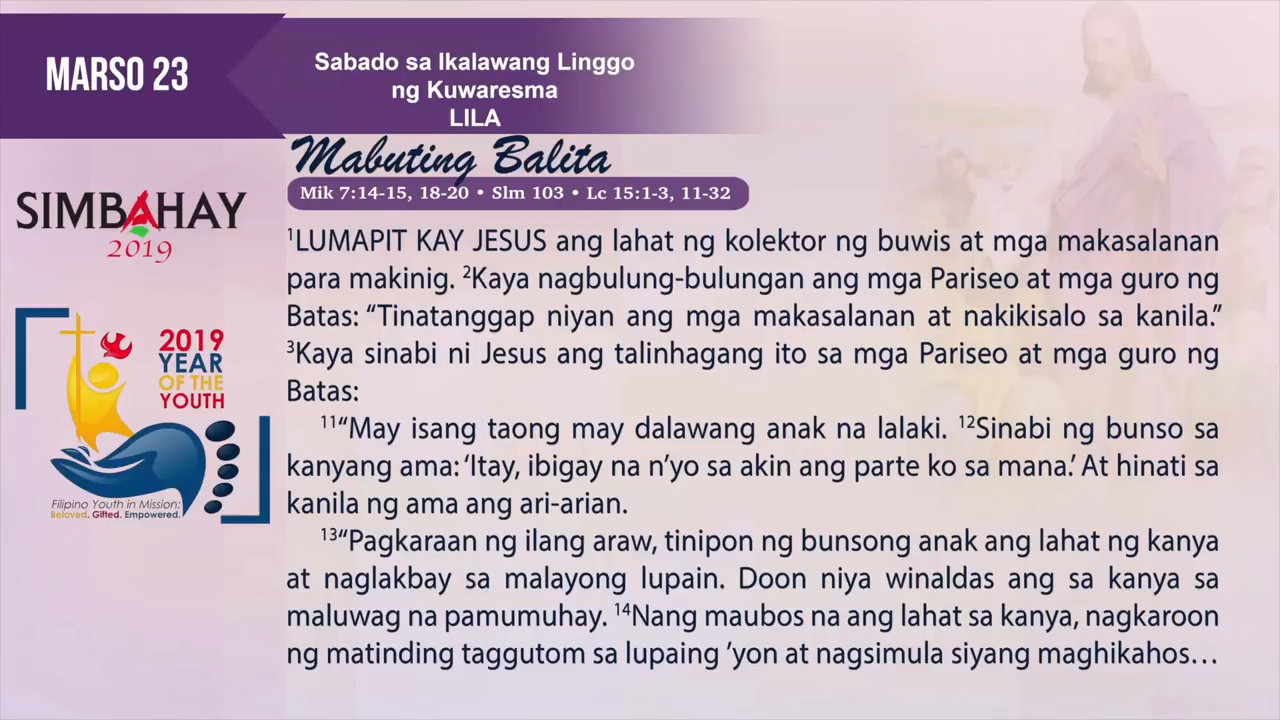 MARSO 23
Sabado sa Ikalawang Linggo
ng Kuwaresma
LILA
Mabuting Balita
Mik 7:14-15, 18-20 • Slm 103 • Lc 15:1-3, 11-32
SIMBAHAY
2019
2019
YEAR
OF THE
YOUTH
Filipino Youth in Mission:
Beloved. Gifted. Empowered.
¹LUMAPIT KAY JESUS ang lahat ng kolektor ng buwis at mga makasalanan
para makinig. ²Kaya nagbulung-bulungan ang mga Pariseo at mga guro ng
Batas: “Tinatanggap niyan ang mga makasalanan at nakikisalo sa kanila.”
³Kaya sinabi ni Jesus ang talinhagang ito sa mga Pariseo at mga guro ng
Batas:
¹¹“May isang taong may dalawang anak na lalaki. ¹²Sinabi ng bunso sa
kanyang ama: ‘Itay, ibigay na n’yo sa akin ang parte ko sa mana.’ At hinati sa
kanila ng ama ang ari-arian.
¹³“Pagkaraan ng ilang araw, tinipon ng bunsong anak ang lahat ng kanya
at naglakbay sa malayong lupain. Doon niya winaldas ang sa kanya sa
maluwag na pamumuhay. ¹⁴Nang maubos na ang lahat sa kanya, nagkaroon
ng matinding taggutom sa lupaing ’yon at nagsimula siyang maghikahos…